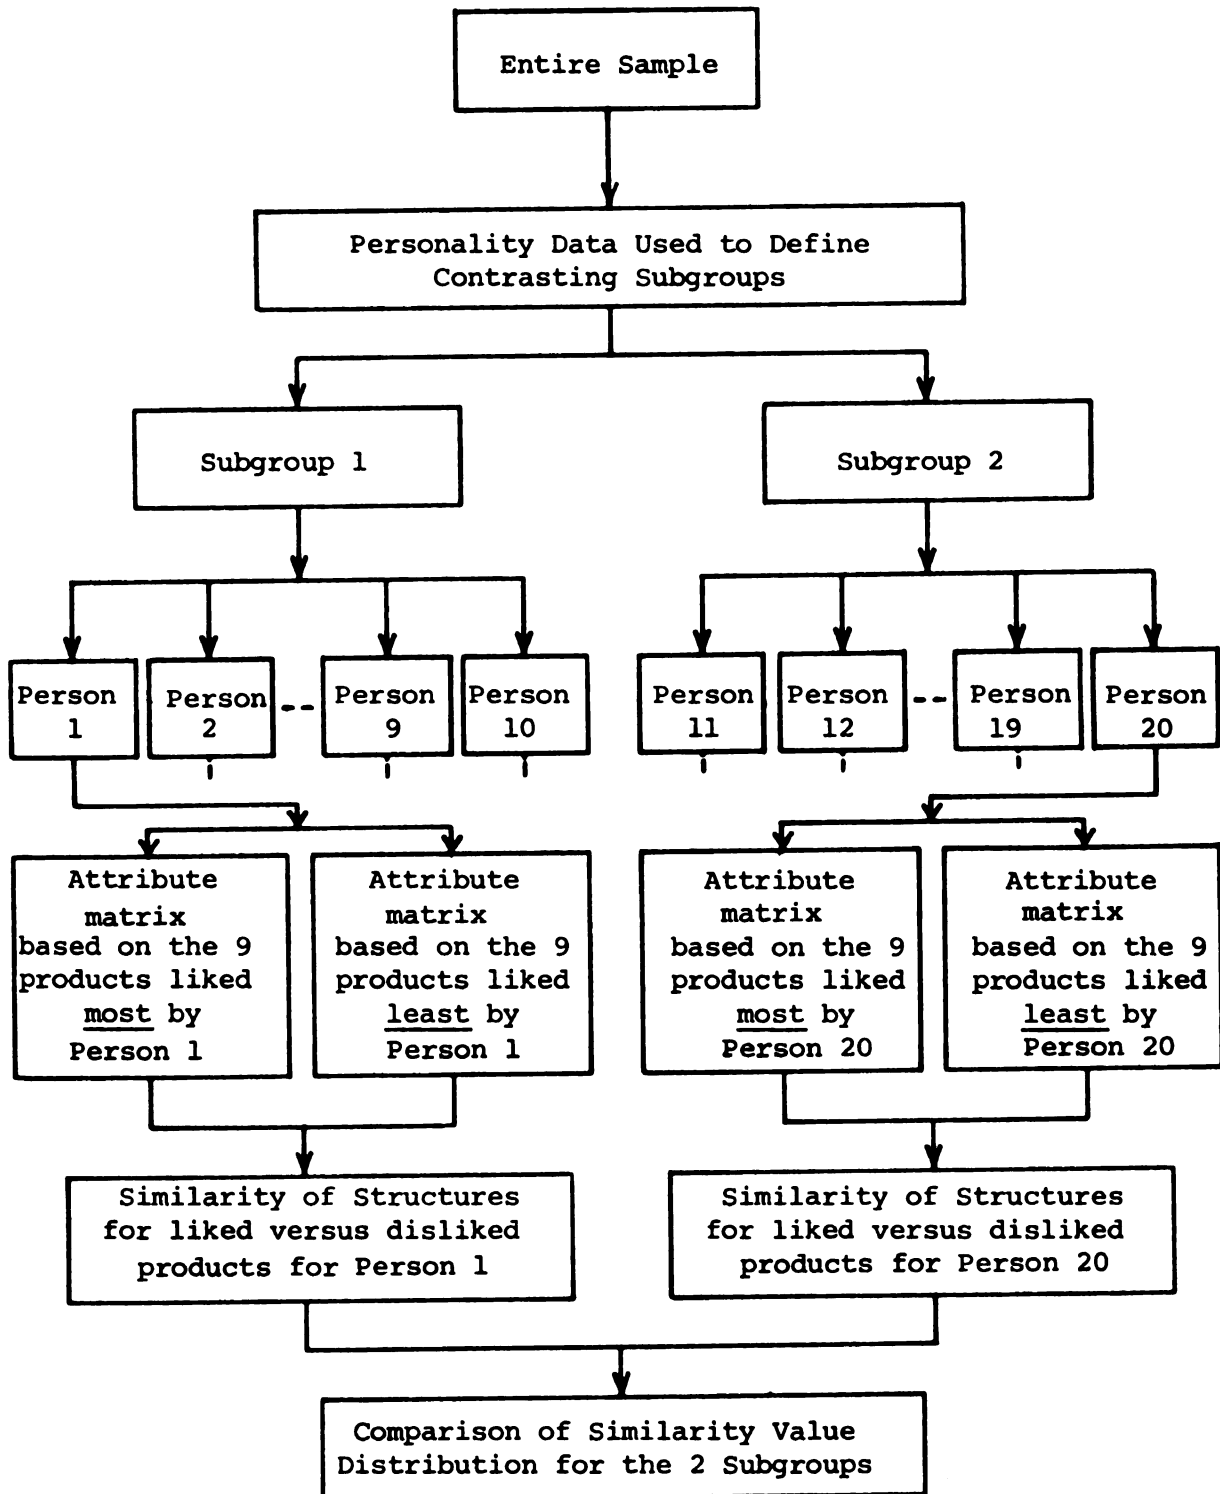 Entire Sample
Personality Data Used to Define
Contrasting Subgroups
Subgroup 1
Subgroup 2
Person
1
Person
2
--
Person
9
Person
10
Person
11
Person
12
--
Person
19
Person
20
Attribute
matrix
based on the 9
products liked
most by
Person 1
Attribute
matrix
based on the 9
products liked
least by
Person 1
Attribute
matrix
based on the 9
products liked
most by
Person 20
Attribute
matrix
based on the 9
products liked
least by
Person 20
Similarity of Structures
for liked versus disliked
products for Person 1
Similarity of Structures
for liked versus disliked
products for Person 20
Comparison of Similarity Value
Distribution for the 2 Subgroups